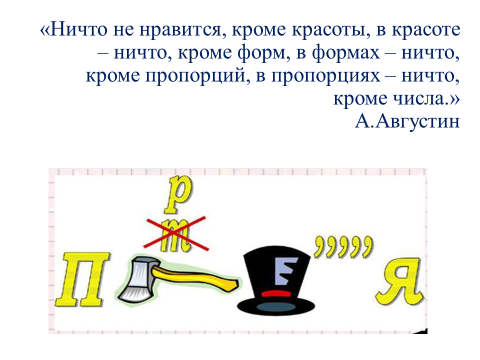 «Ничто не нравится, кроме красоты, в красоте
– ничто, кроме форм, в формах – ничто,
кроме пропорций, в пропорциях – ничто,
кроме числа.»
А.Августин
р
т
П
,,,,,
Я